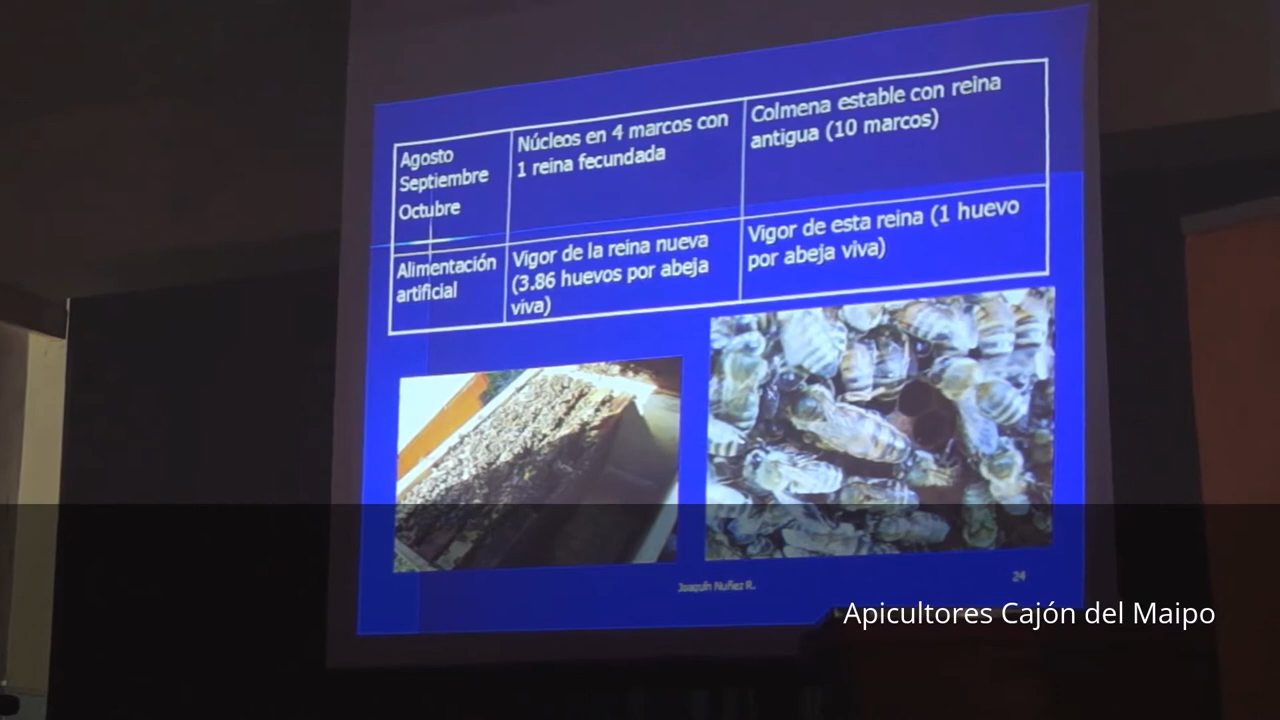 Agosto
Septiembre
Octubre
Núcleos en 4 marcos con
1 reina fecundada
Colmena estable con reina
antigua (10 marcos)
Alimentación
artificial
Vigor de la reina nueva
(3.86 huevos por abeja
viva)
Vigor de esta reina (1 huevo
por abeja viva)
Joaquín Nuñez R.
24
Apicultores Cajón del Maipo